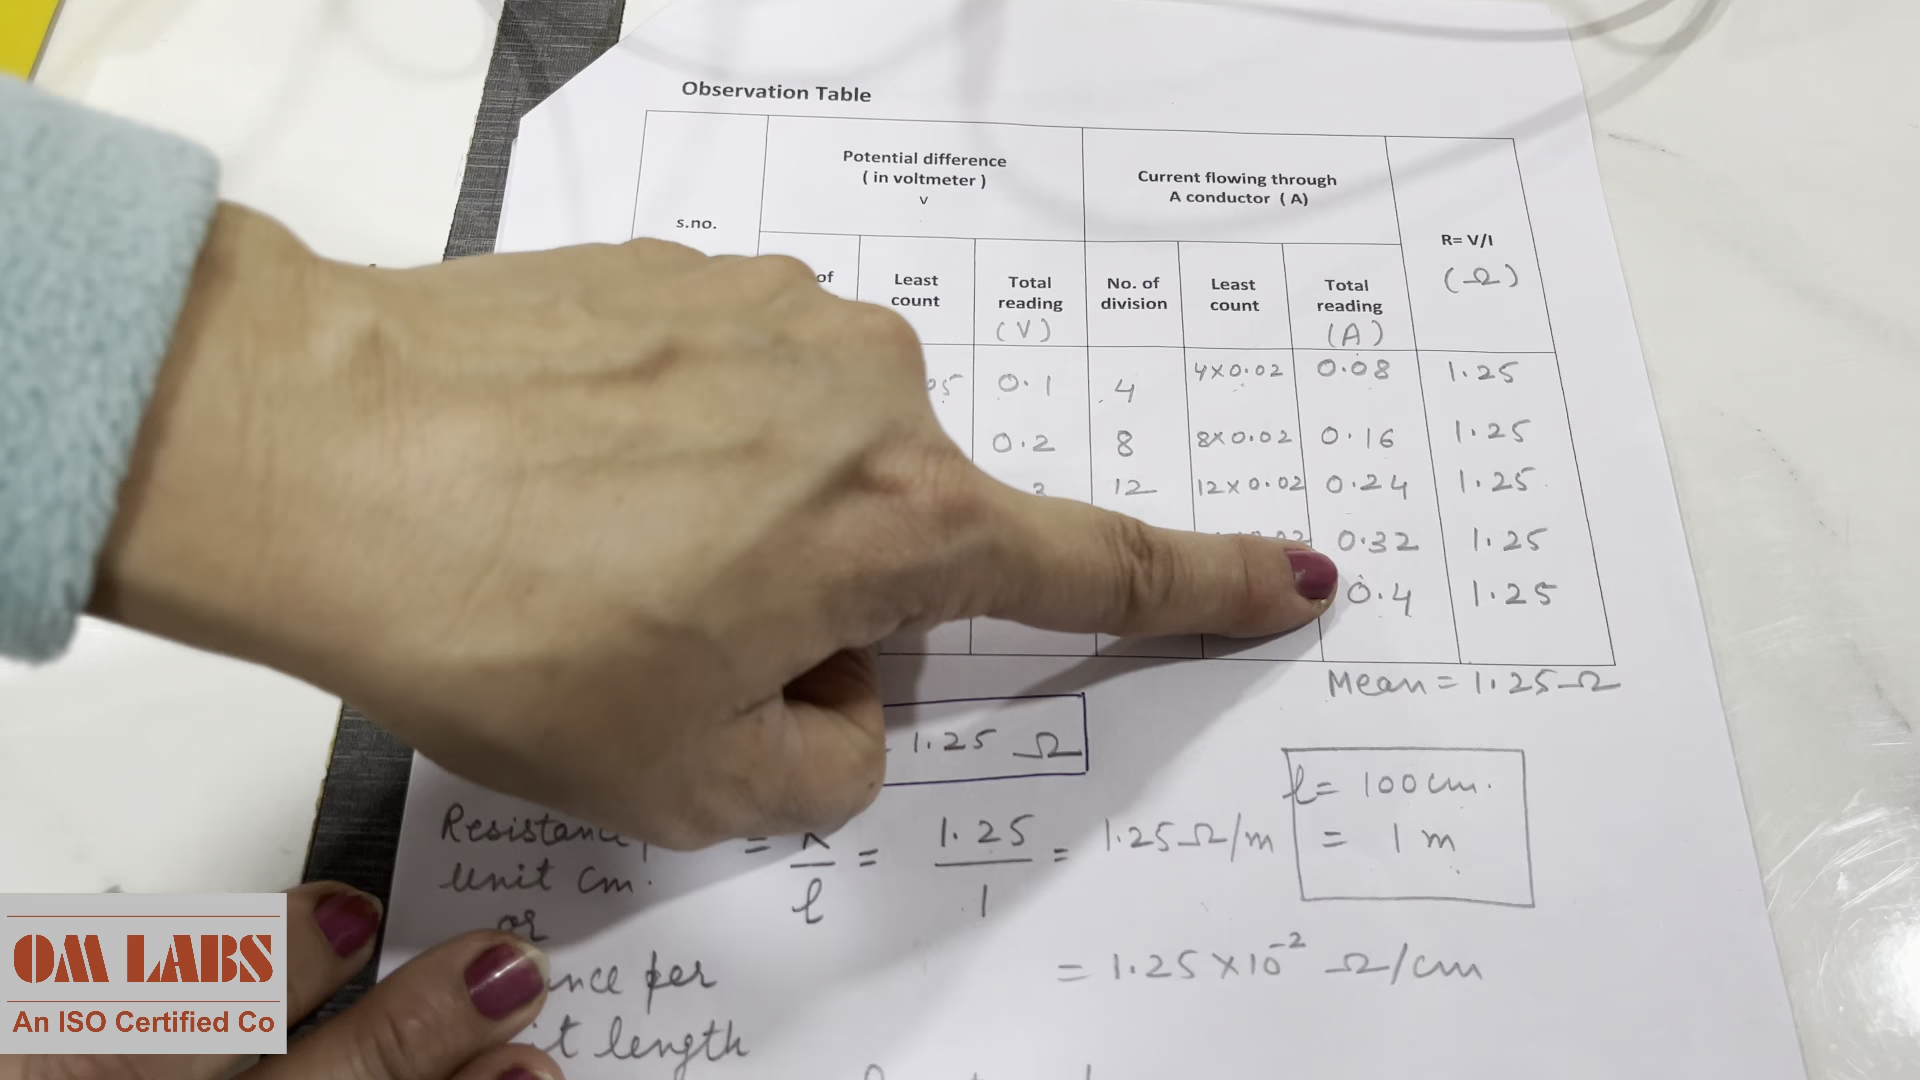 Observation Table
Potential difference
( in voltmeter )
v
Current flowing through
A conductor ( A)
s.no.
R= V/I
(Ω)
of
Least
count
Total
reading
(V)
No. of
division
Least
count
Total
reading
(A)
0.1 4 4×0.02 0.08 1.25
0.2 8 8×0.02 0.16 1.25
12 12×0.02 0.24 1.25
0.32 1.25
0.4 1.25
Mean = 1.25 Ω
1.25 Ω
l = 100 cm.
= 1 m
= = 1.25 = 1.25 Ω/m
unit cm. l 1
or
per = 1.25 × 10⁻² Ω/cm
length
OM LABS
An ISO Certified Co